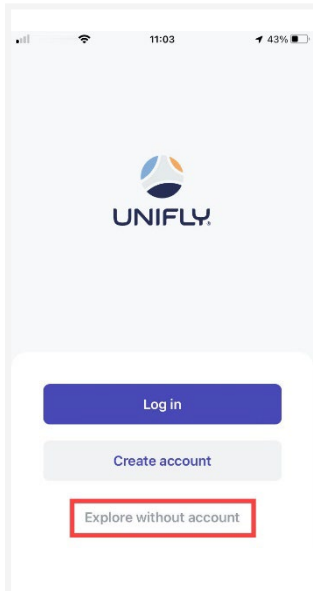 11:03
43%
UNIFLY
Log in
Create account
Explore without account